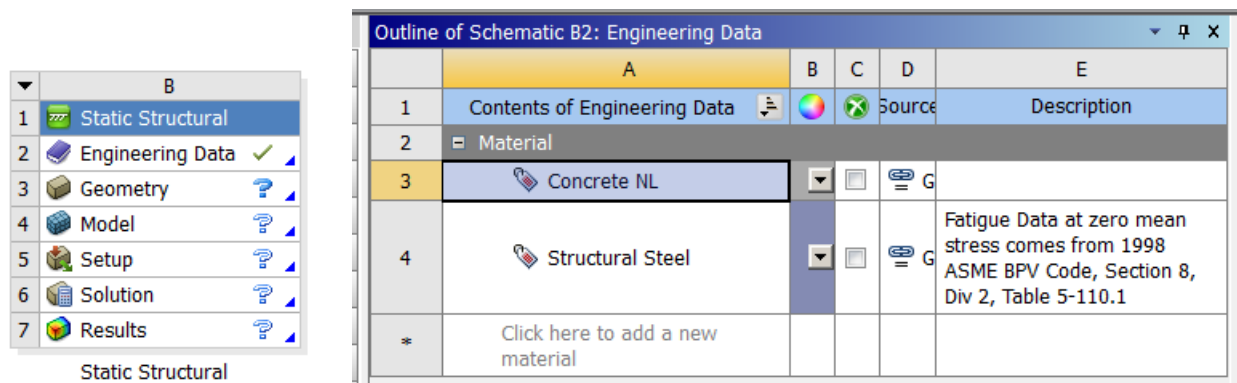 B
1 Static Structural
2 Engineering Data
3 Geometry
4 Model
5 Setup
6 Solution
7 Results
Static Structural
Outline of Schematic B2: Engineering Data
A B C D E
1 Contents of Engineering Data Source Description
2 Material
3 Concrete NL G
4 Structural Steel G
Fatigue Data at zero mean
stress comes from 1998
ASME BPV Code, Section 8,
Div 2, Table 5-110.1
* Click here to add a new
material